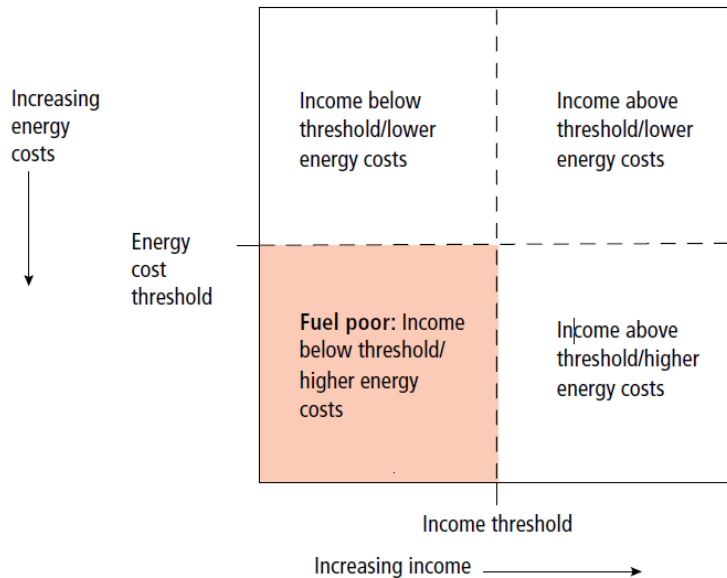 Increasing
energy
costs
Income below
threshold/lower
energy costs
Income above
threshold/lower
energy costs
Energy
cost
threshold
Fuel poor: Income
below threshold/
higher energy
costs
Income above
threshold/higher
energy costs
Income threshold
Increasing income